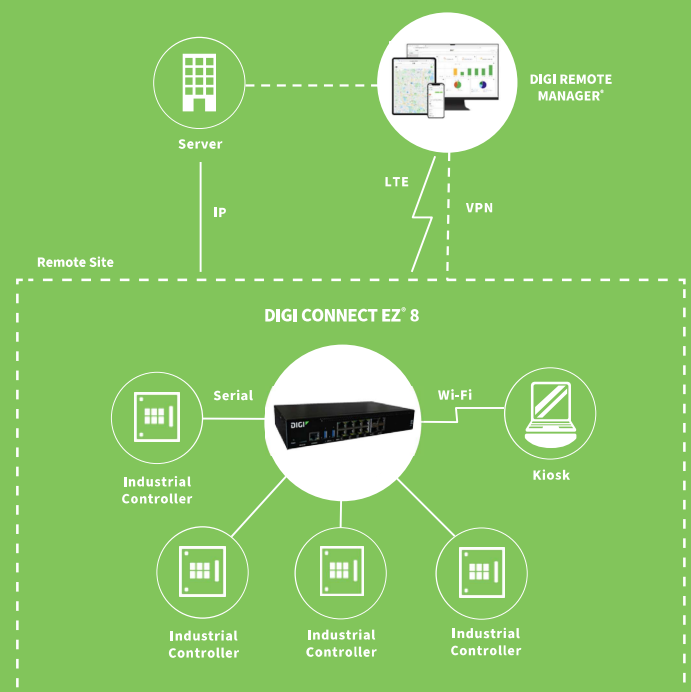 DIGI REMOTE
MANAGER®
Server
LTE
IP
VPN
Remote Site
DIGI CONNECT EZ® 8
Serial
Wi-Fi
DIGI
Industrial
Controller
Kiosk
Industrial
Controller
Industrial
Controller
Industrial
Controller